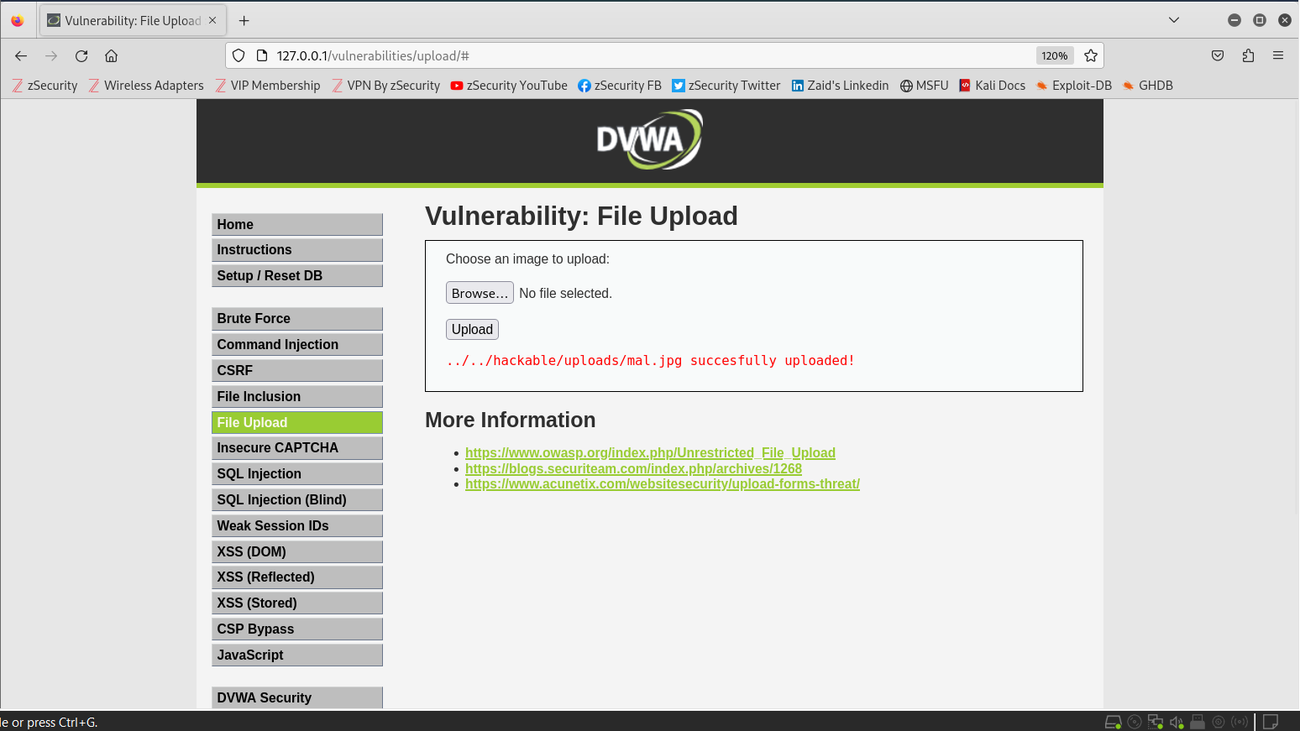 Vulnerability: File Upload
127.0.0.1/vulnerabilities/upload/#
120%
zSecurity Wireless Adapters VIP Membership VPN By zSecurity zSecurity YouTube zSecurity FB zSecurity Twitter Zaid's Linkedin MSFU Kali Docs Exploit-DB GHDB
DVWA
Home
Instructions
Setup / Reset DB
Brute Force
Command Injection
CSRF
File Inclusion
File Upload
Insecure CAPTCHA
SQL Injection
SQL Injection (Blind)
Weak Session IDs
XSS (DOM)
XSS (Reflected)
XSS (Stored)
CSP Bypass
JavaScript
DVWA Security
Vulnerability: File Upload
Choose an image to upload:
Browse... No file selected.
Upload
../../hackable/uploads/mal.jpg succesfully uploaded!
More Information
https://www.owasp.org/index.php/Unrestricted_File_Upload
https://blogs.securiteam.com/index.php/archives/1268
https://www.acunetix.com/websitesecurity/upload-forms-threat/
le or press Ctrl+G.